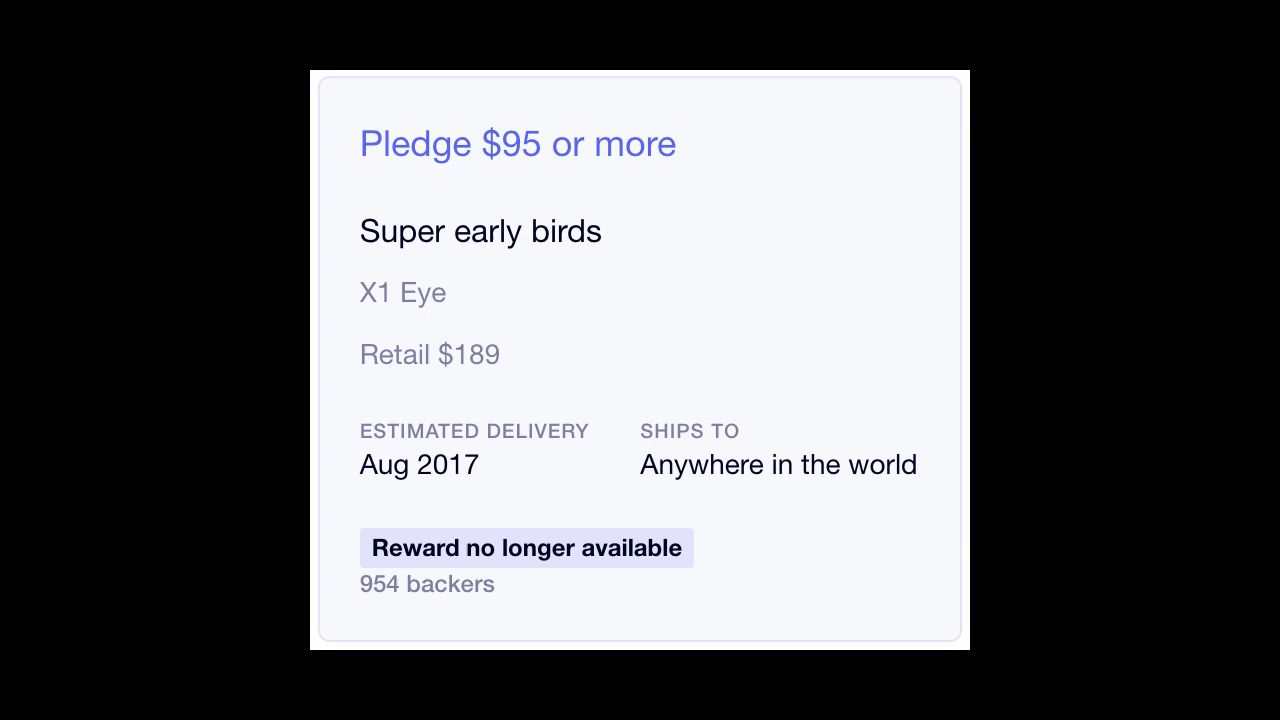 Pledge $95 or more
Super early birds
X1 Eye
Retail $189
ESTIMATED DELIVERY
Aug 2017
SHIPS TO
Anywhere in the world
Reward no longer available
954 backers